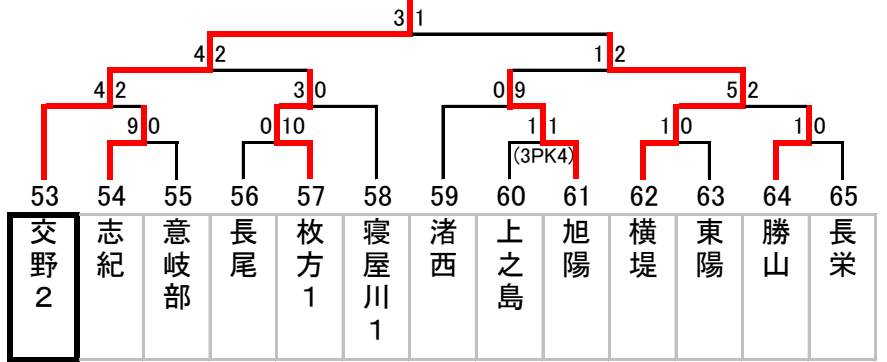 3 1
4 2
1 2
4 2
3 0
0 9
5 2
9 0
0 10
1 1
1 0
1 0
(3PK4)
53 54 55 56 57 58 59 60 61 62 63 64 65
交野2
志紀
意岐部
長尾
枚方1
寝屋川1
渚西
上之島
旭陽
横堤
東陽
勝山
長栄